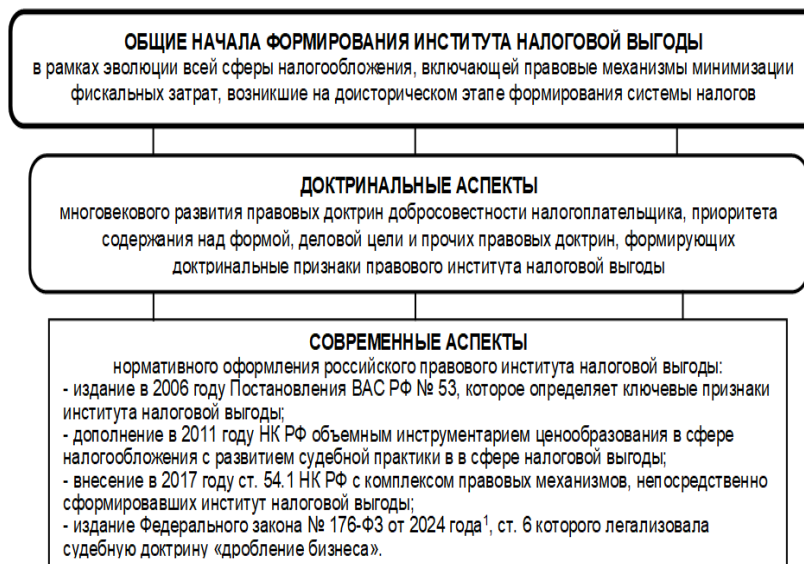 ОБЩИЕ НАЧАЛА ФОРМИРОВАНИЯ ИНСТИТУТА НАЛОГОВОЙ ВЫГОДЫ
в рамках эволюции всей сферы налогообложения, включающей правовые механизмы минимизации
фискальных затрат, возникшие на доисторическом этапе формирования системы налогов
ДОКТРИНАЛЬНЫЕ АСПЕКТЫ
многовекового развития правовых доктрин добросовестности налогоплательщика, приоритета
содержания над формой, деловой цели и прочих правовых доктрин, формирующих
доктринальные признаки правового института налоговой выгоды
СОВРЕМЕННЫЕ АСПЕКТЫ
нормативного оформления российского правового института налоговой выгоды:
- издание в 2006 году Постановления ВАС РФ № 53, которое определяет ключевые признаки
института налоговой выгоды;
- дополнение в 2011 году НК РФ объемным инструментарием ценообразования в сфере
налогообложения с развитием судебной практики в в сфере налоговой выгоды;
- внесение в 2017 году ст. 54.1 НК РФ с комплексом правовых механизмов, непосредственно
сформировавших институт налоговой выгоды;
- издание Федерального закона № 176-ФЗ от 2024 года¹, ст. 6 которого легализовала
судебную доктрину «дробление бизнеса».